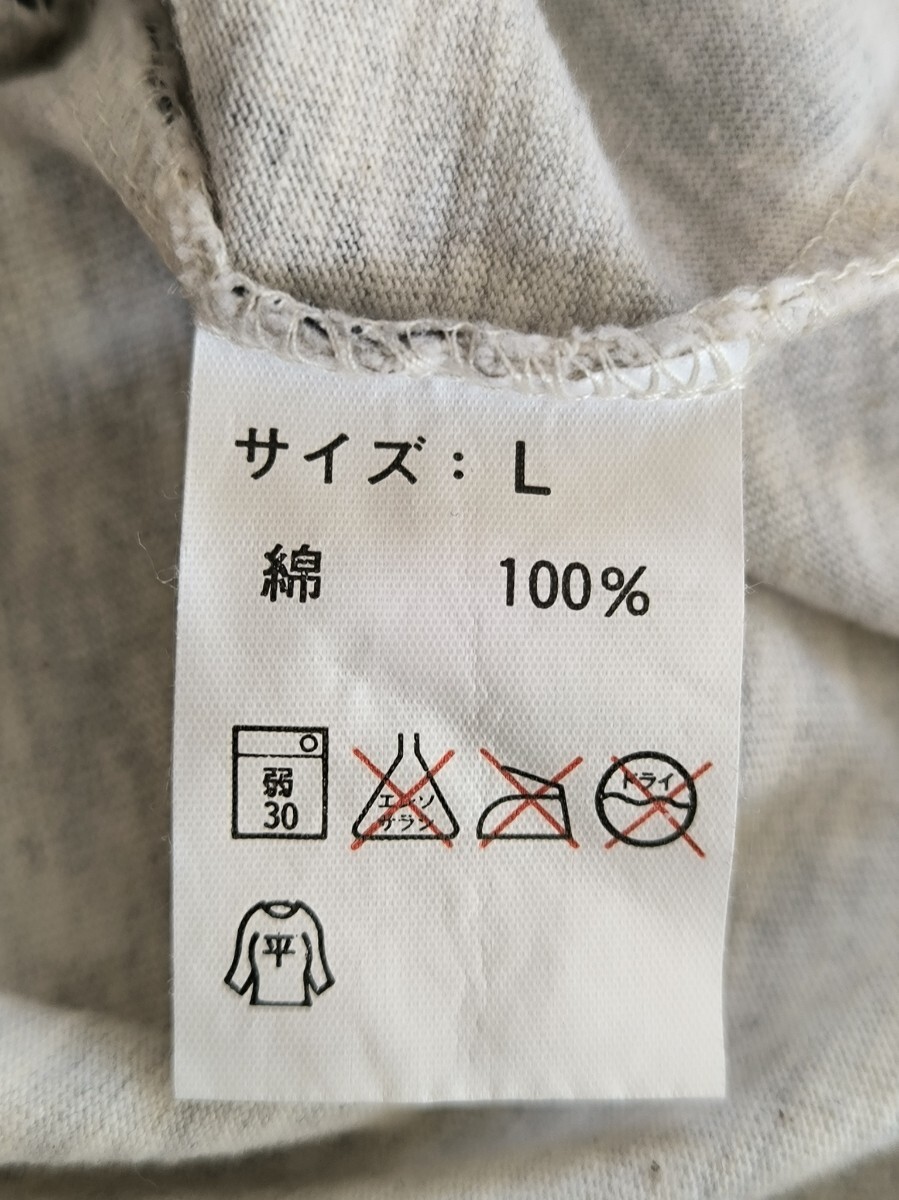 サイズ: L
綿 100%
弱
30
エンソ
サラシ
ドライ
平